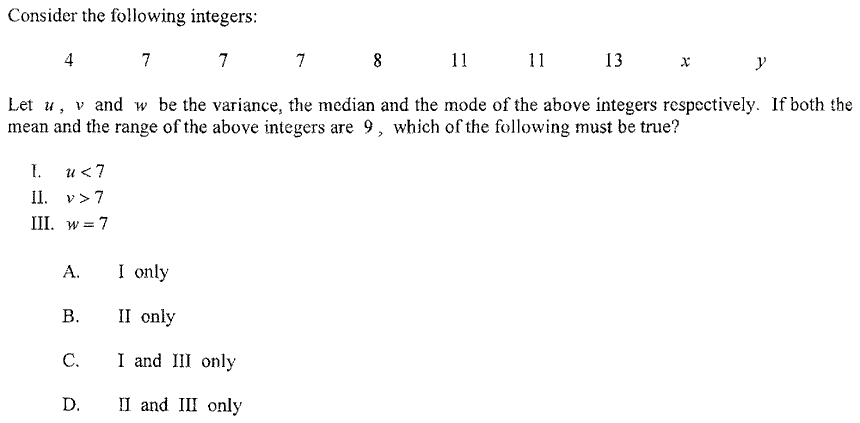 Consider the following integers:
4 7 7 7 8 11 11 13 x y
Let u , v and w be the variance, the median and the mode of the above integers respectively. If both the
mean and the range of the above integers are 9 , which of the following must be true?
I. u < 7
II. v > 7
III. w = 7
A. I only
B. II only
C. I and III only
D. II and III only